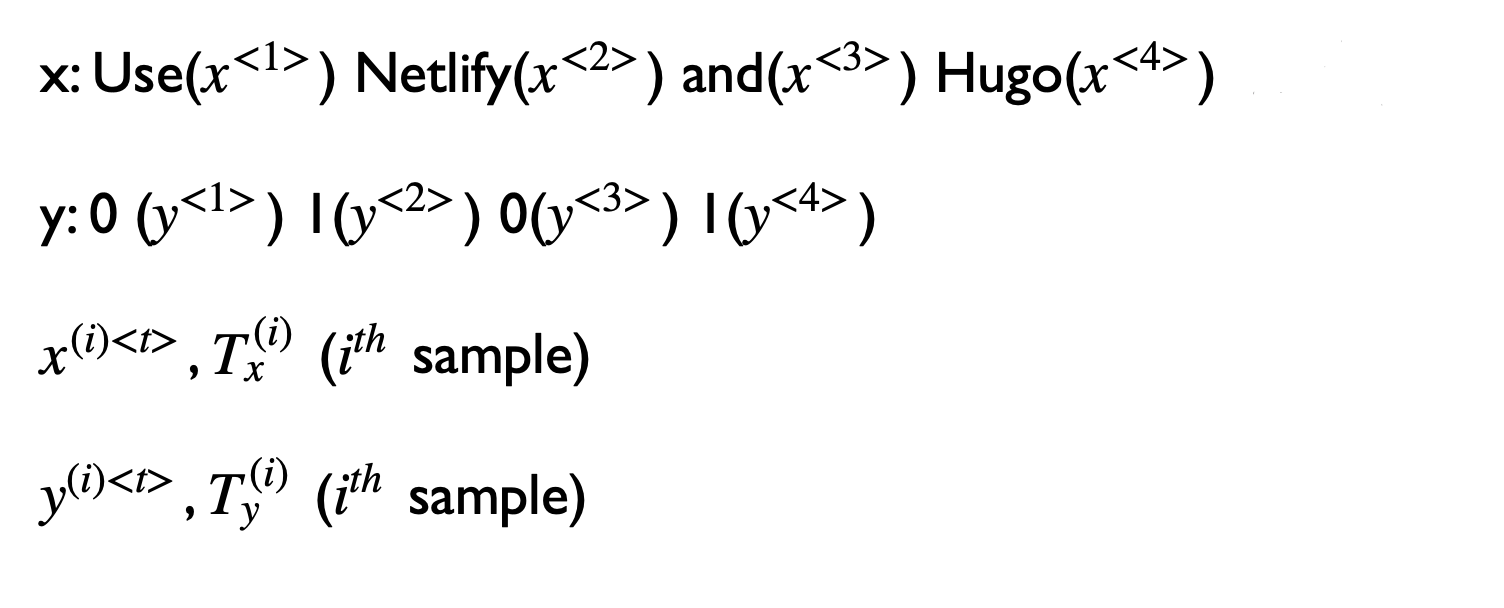 x: Use(x^{<1>}) Netlify(x^{<2>}) and(x^{<3>}) Hugo(x^{<4>})
y: 0 (y^{<1>}) 1(y^{<2>}) 0(y^{<3>}) 1(y^{<4>})
x^{(i)<t>}, T_x^{(i)} (i^{th} sample)
y^{(i)<t>}, T_y^{(i)} (i^{th} sample)